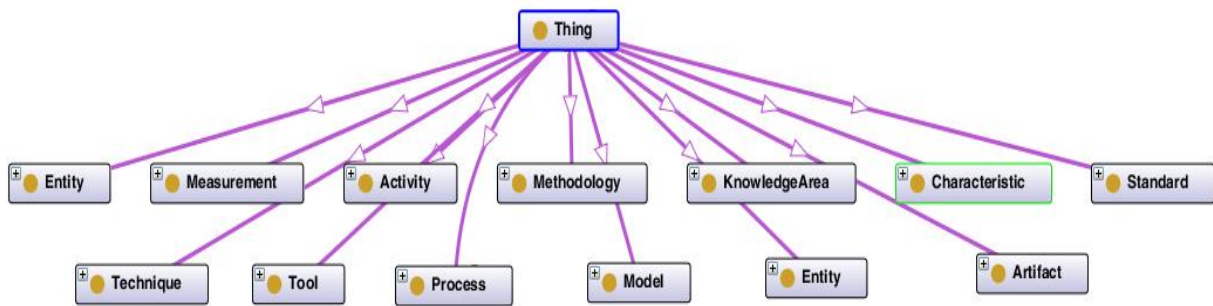 Thing
Entity
Measurement
Activity
Methodology
KnowledgeArea
Characteristic
Standard
Technique
Tool
Process
Model
Entity
Artifact